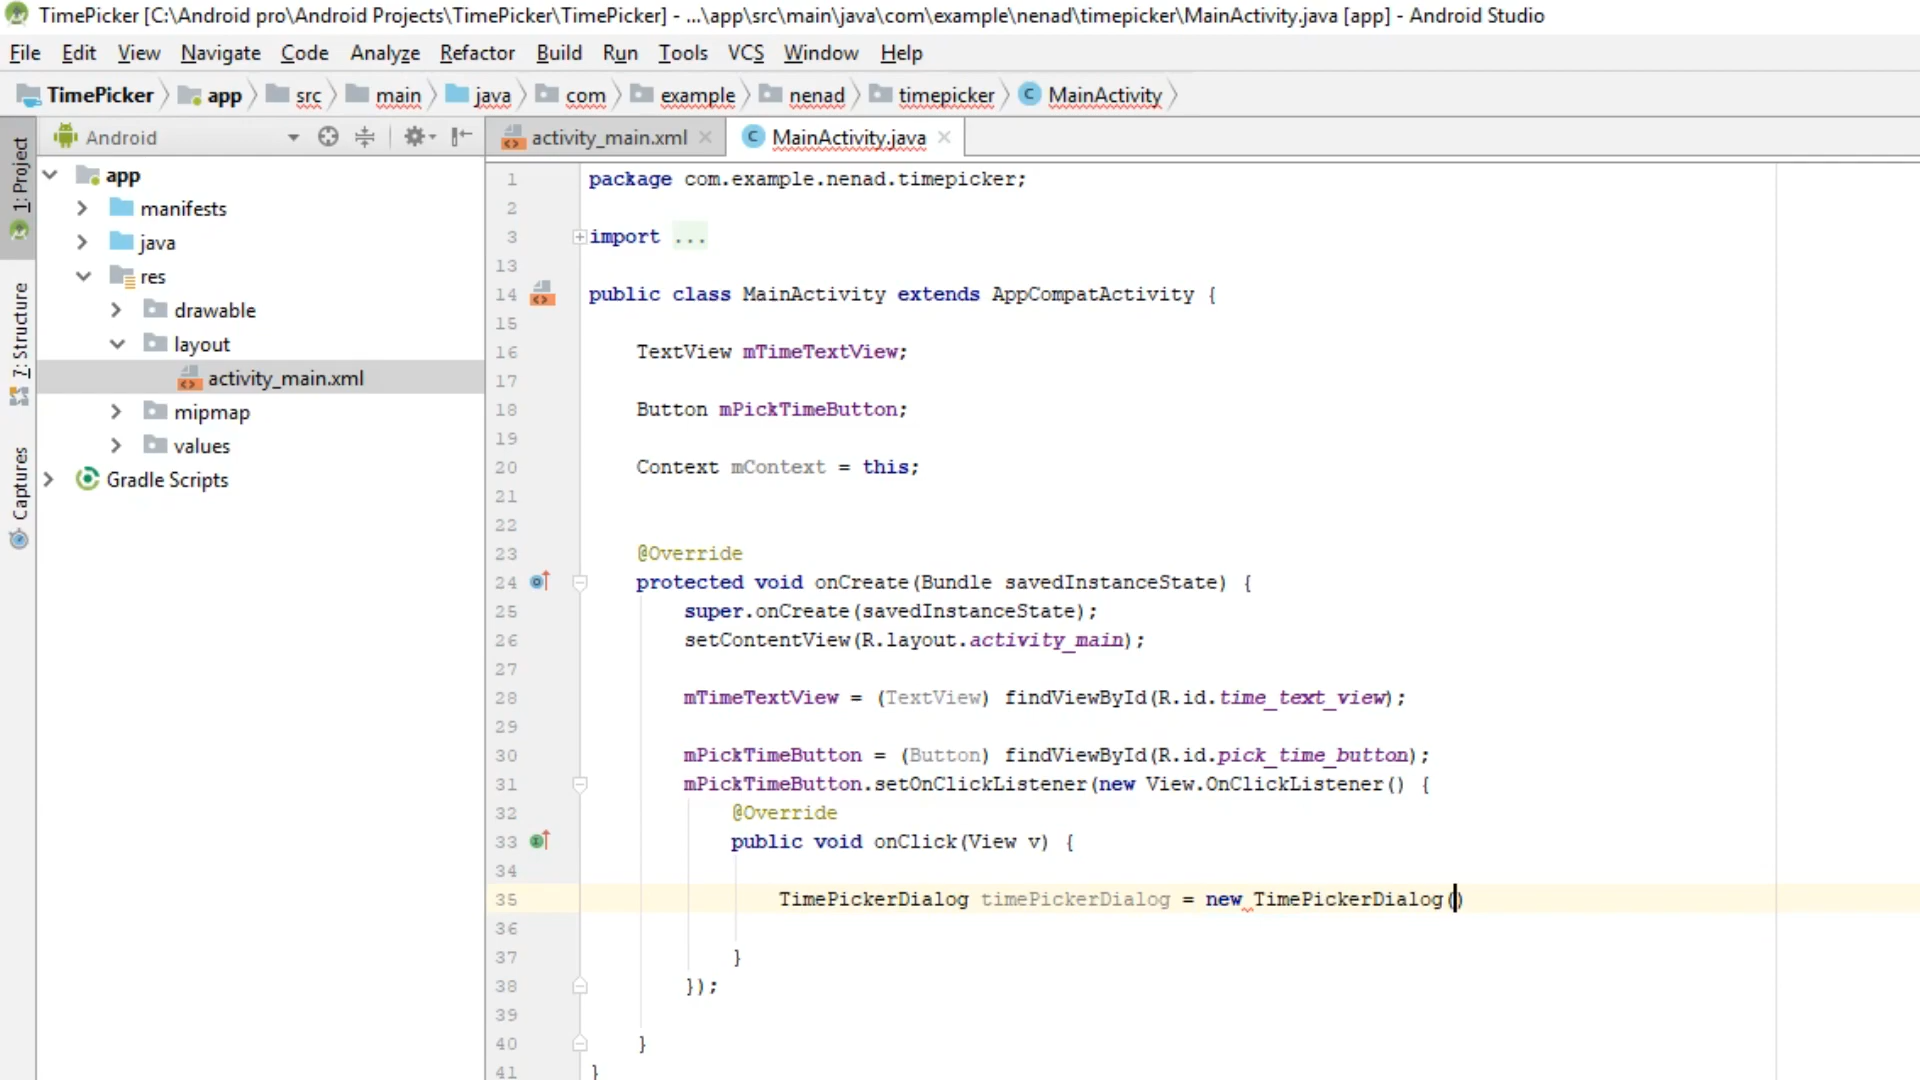 TimePicker [C:\Android pro\Android Projects\TimePicker\TimePicker] - ...\app\src\main\java\com\example\nenad\timepicker\MainActivity.java [app] - Android Studio
File Edit View Navigate Code Analyze Refactor Build Run Tools VCS Window Help
TimePicker app src main java com example nenad timepicker MainActivity
Android
activity_main.xml
MainActivity.java
1: Project
7: Structure
Captures
app
manifests
java
res
drawable
layout
activity_main.xml
mipmap
values
Gradle Scripts
1 package com.example.nenad.timepicker;
2
3 import ...
13
14 public class MainActivity extends AppCompatActivity {
15
16 TextView mTimeTextView;
17
18 Button mPickTimeButton;
19
20 Context mContext = this;
21
22
23 @Override
24 protected void onCreate(Bundle savedInstanceState) {
25 super.onCreate(savedInstanceState);
26 setContentView(R.layout.activity_main);
27
28 mTimeTextView = (TextView) findViewById(R.id.time_text_view);
29
30 mPickTimeButton = (Button) findViewById(R.id.pick_time_button);
31 mPickTimeButton.setOnClickListener(new View.OnClickListener() {
32 @Override
33 public void onClick(View v) {
34
35 TimePickerDialog timePickerDialog = new TimePickerDialog()
36
37 }
38 });
39
40 }
41 }